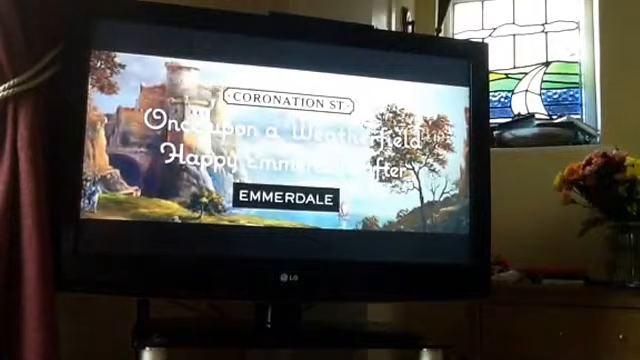 CORONATION ST
Once upon a Weatherfield
Happy Emmerdale after
EMMERDALE
LG